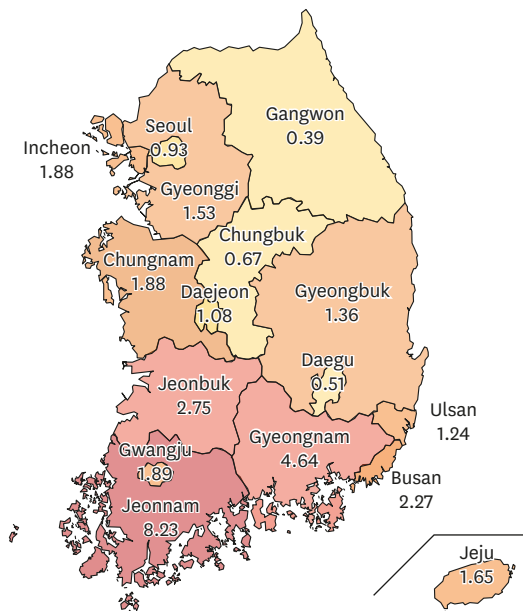 Gangwon
0.39
Seoul
0.93
Incheon
1.88
Gyeonggi
1.53
Chungbuk
0.67
Chungnam
1.88
Daejeon
1.08
Gyeongbuk
1.36
Daegu
0.51
Jeonbuk
2.75
Ulsan
1.24
Gyeongnam
4.64
Gwangju
1.89
Busan
2.27
Jeonnam
8.23
Jeju
1.65